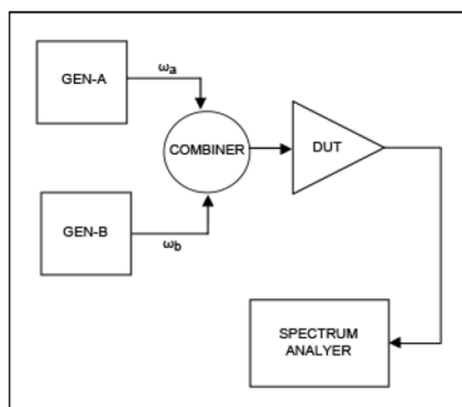 GEN-A
ωa
COMBINER
DUT
GEN-B
ωb
SPECTRUM
ANALYER